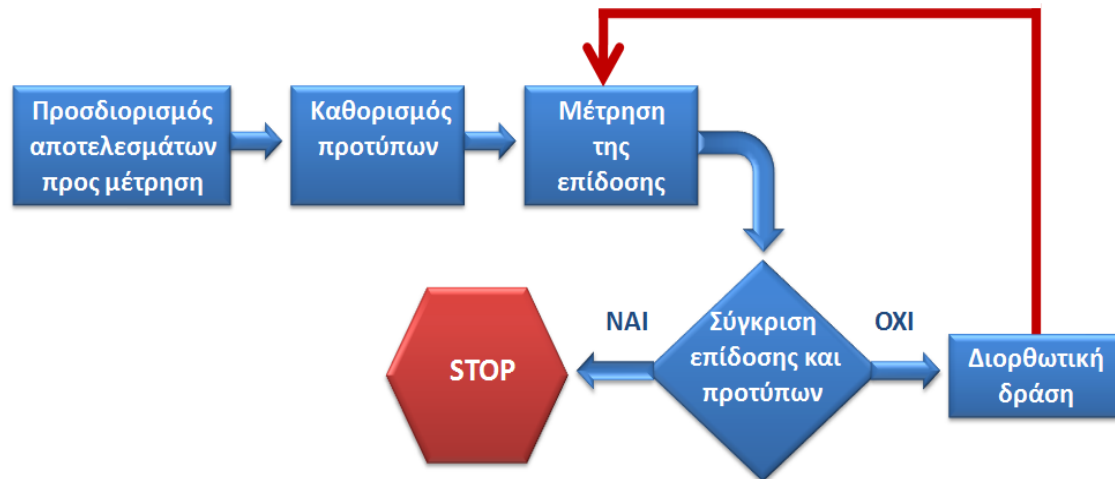 Προσδιορισμός
αποτελεσμάτων
προς μέτρηση
Καθορισμός
προτύπων
Μέτρηση
της
επίδοσης
ΝΑΙ
Σύγκριση
επίδοσης και
προτύπων
ΟΧΙ
STOP
Διορθωτική
δράση